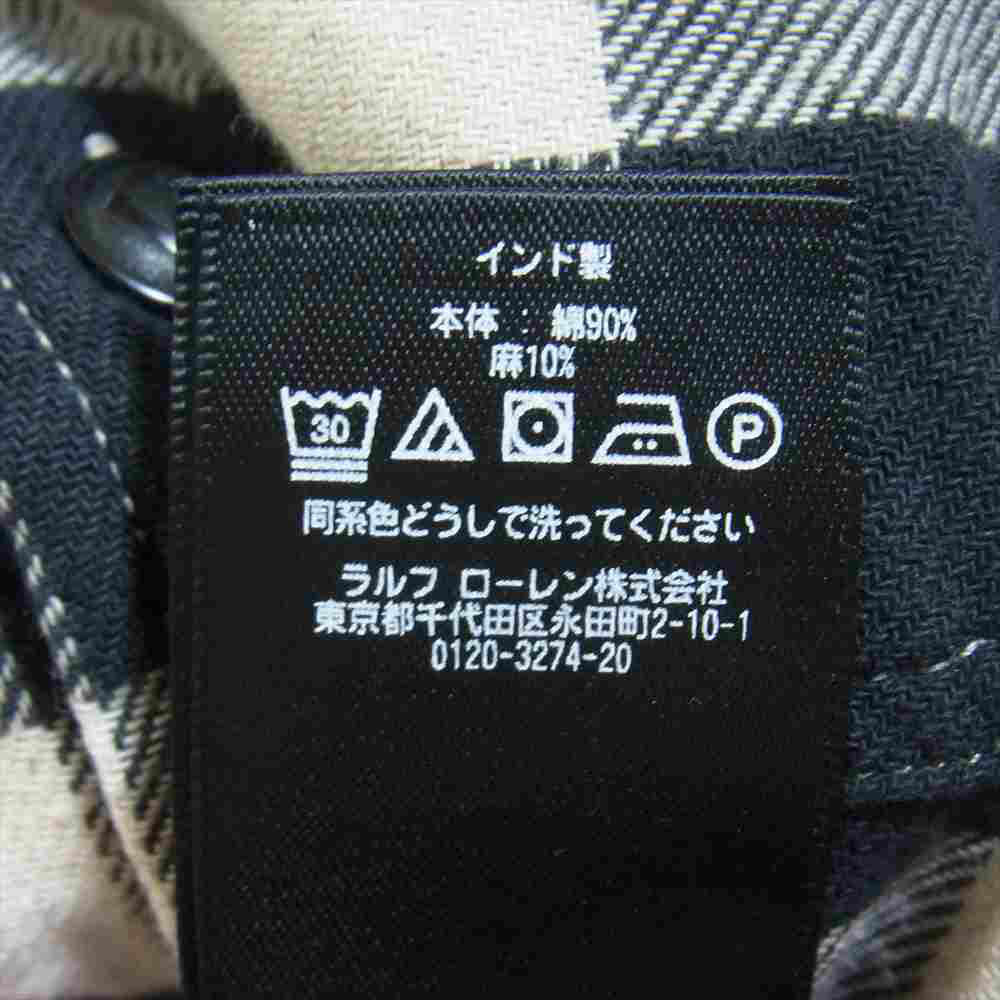 インド製
本体 : 綿90%
麻10%
30 P
同系色どうしで洗ってください
ラルフ ローレン株式会社
東京都千代田区永田町2-10-1
0120-3274-20